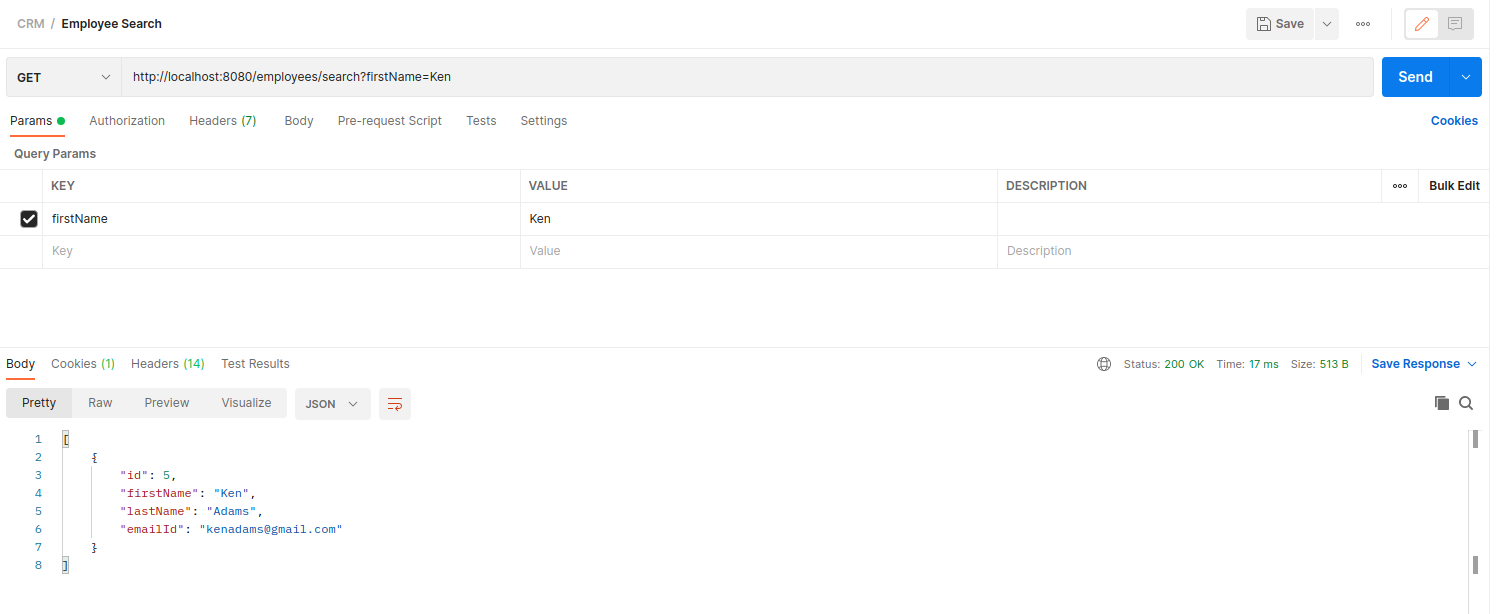 CRM / Employee Search
Save
GET
http://localhost:8080/employees/search?firstName=Ken
Send
Params Authorization Headers (7) Body Pre-request Script Tests Settings
Cookies
Query Params
KEY VALUE DESCRIPTION Bulk Edit
firstName Ken
Key Value Description
Body Cookies (1) Headers (14) Test Results
Status: 200 OK Time: 17 ms Size: 513 B Save Response
Pretty Raw Preview Visualize JSON
1 [
2 {
3 "id": 5,
4 "firstName": "Ken",
5 "lastName": "Adams",
6 "emailId": "kenadams@gmail.com"
7 }
8 ]